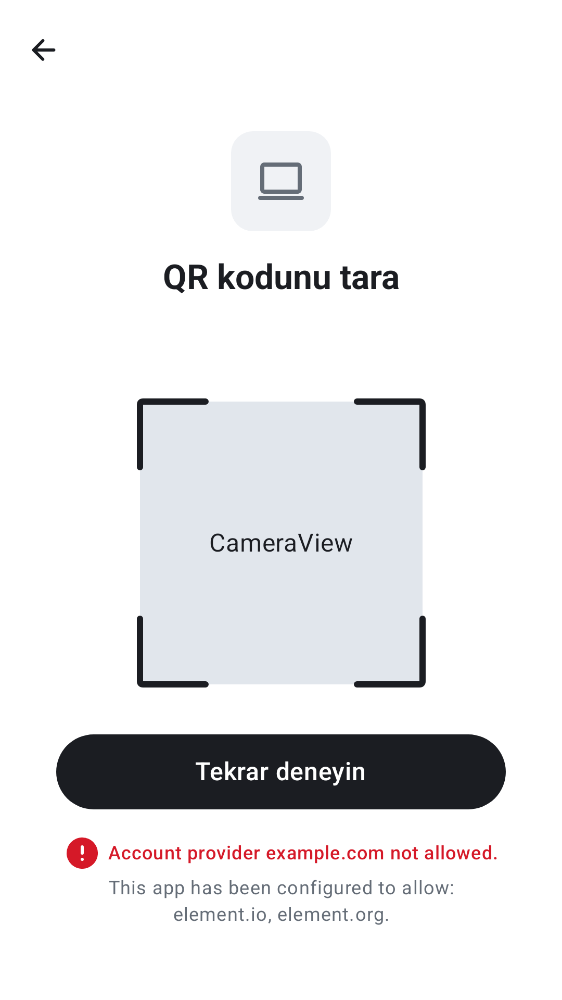 QR kodunu tara
CameraView
Tekrar deneyin
Account provider example.com not allowed.
This app has been configured to allow:
element.io, element.org.